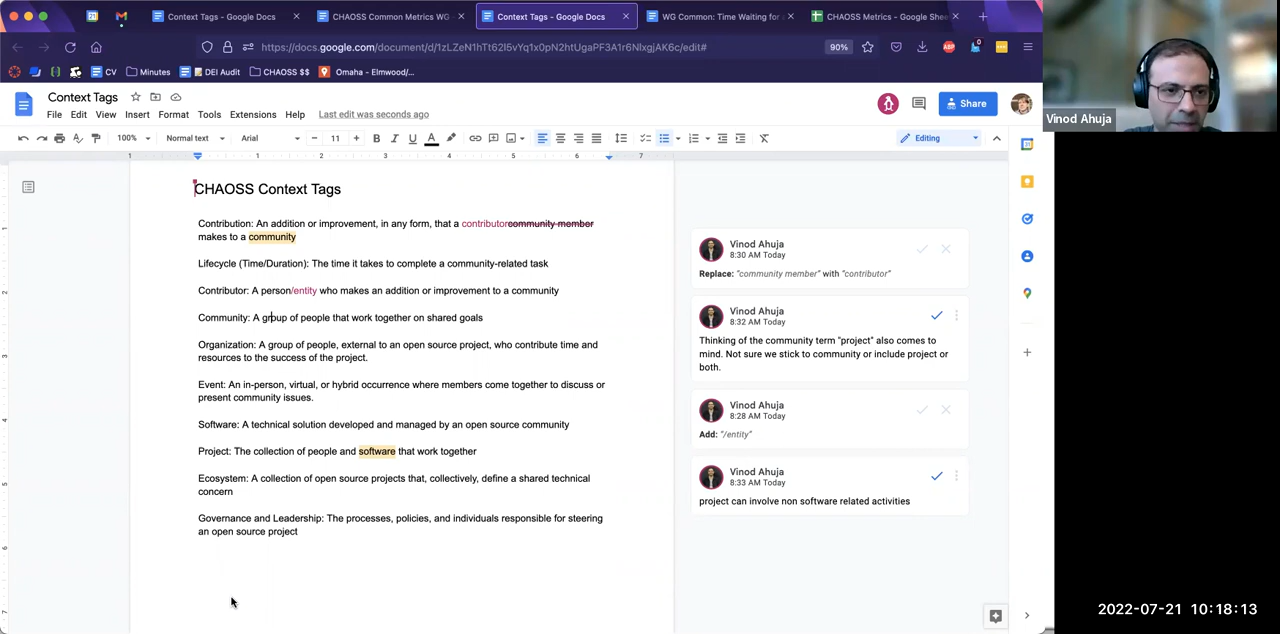 Context Tags - Google Docs
CHAOSS Common Metrics WG
Context Tags - Google Docs
WG Common: Time Waiting for
CHAOSS Metrics - Google Shee
https://docs.google.com/document/d/1zLZeN1hTt62l5vYq1x0pN2htUgaPF3A1r6NlxgjAK6c/edit#
90%
ABP
0
CV
Minutes
DEI Audit
CHAOSS $$
Omaha - Elmwood/...
Context Tags
File Edit View Insert Format Tools Extensions Help Last edit was seconds ago
Share
100% Normal text Arial 11 B I U A Editing
1 1 2 3 4 5 6 7
CHAOSS Context Tags
Contribution: An addition or improvement, in any form, that a contributorcommunity member
makes to a community
Lifecycle (Time/Duration): The time it takes to complete a community-related task
Contributor: A person/entity who makes an addition or improvement to a community
Community: A group of people that work together on shared goals
Organization: A group of people, external to an open source project, who contribute time and
resources to the success of the project.
Event: An in-person, virtual, or hybrid occurrence where members come together to discuss or
present community issues.
Software: A technical solution developed and managed by an open source community
Project: The collection of people and software that work together
Ecosystem: A collection of open source projects that, collectively, define a shared technical
concern
Governance and Leadership: The processes, policies, and individuals responsible for steering
an open source project
Vinod Ahuja
8:30 AM Today
Replace: "community member" with "contributor"
Vinod Ahuja
8:32 AM Today
Thinking of the community term "project" also comes to
mind. Not sure we stick to community or include project or
both.
Vinod Ahuja
8:28 AM Today
Add: "/entity"
Vinod Ahuja
8:33 AM Today
project can involve non software related activities
Vinod Ahuja
2022-07-21 10:18:13